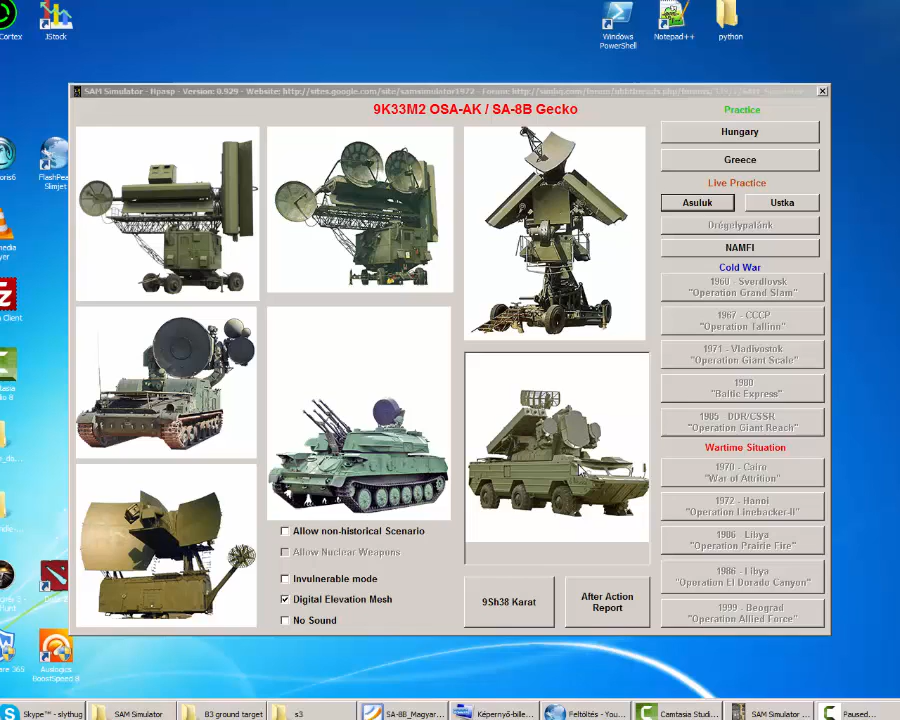 Cortex
JStock
Windows
PowerShell
Notepad++
python
SAM Simulator - Hpasp - Version: 0.929 - Website: http://sites.google.com/site/samsimulator1972 - Forum:
9K33M2 OSA-AK / SA-8B Gecko
Practice
Hungary
Greece
Live Practice
Asuluk
Ustka
Drégelypalánk
NAMFI
Cold War
1960 - Sverdlovsk
"Operation Grand Slam"
1967 - CCCP
"Operation Tallinn"
1971 - Vladivostok
"Operation Giant Scale"
1980
"Baltic Express"
1985 DDR/CSSR
"Operation Giant Reach"
Wartime Situation
1970 - Cairo
"War of Attrition"
1972 - Hanoi
"Operation Linebacker-II"
1986 - Libya
"Operation Prairie Fire"
1986 - Libya
"Operation El Dorado Canyon"
1999 - Beograd
"Operation Allied Force"
Allow non-historical Scenario
Allow Nuclear Weapons
Invulnerable mode
Digital Elevation Mesh
No Sound
9Sh38 Karat
After Action
Report
FlashPea
Slimjet
BoostSpeed 8
Skype™ - slythug
SAM Simulator
B3 ground target
s3
SA-8B_Magyar...
Képernyő-bille...
Feltöltés - You...
Camtasia Studi...
SAM Simulator ...
Paused...